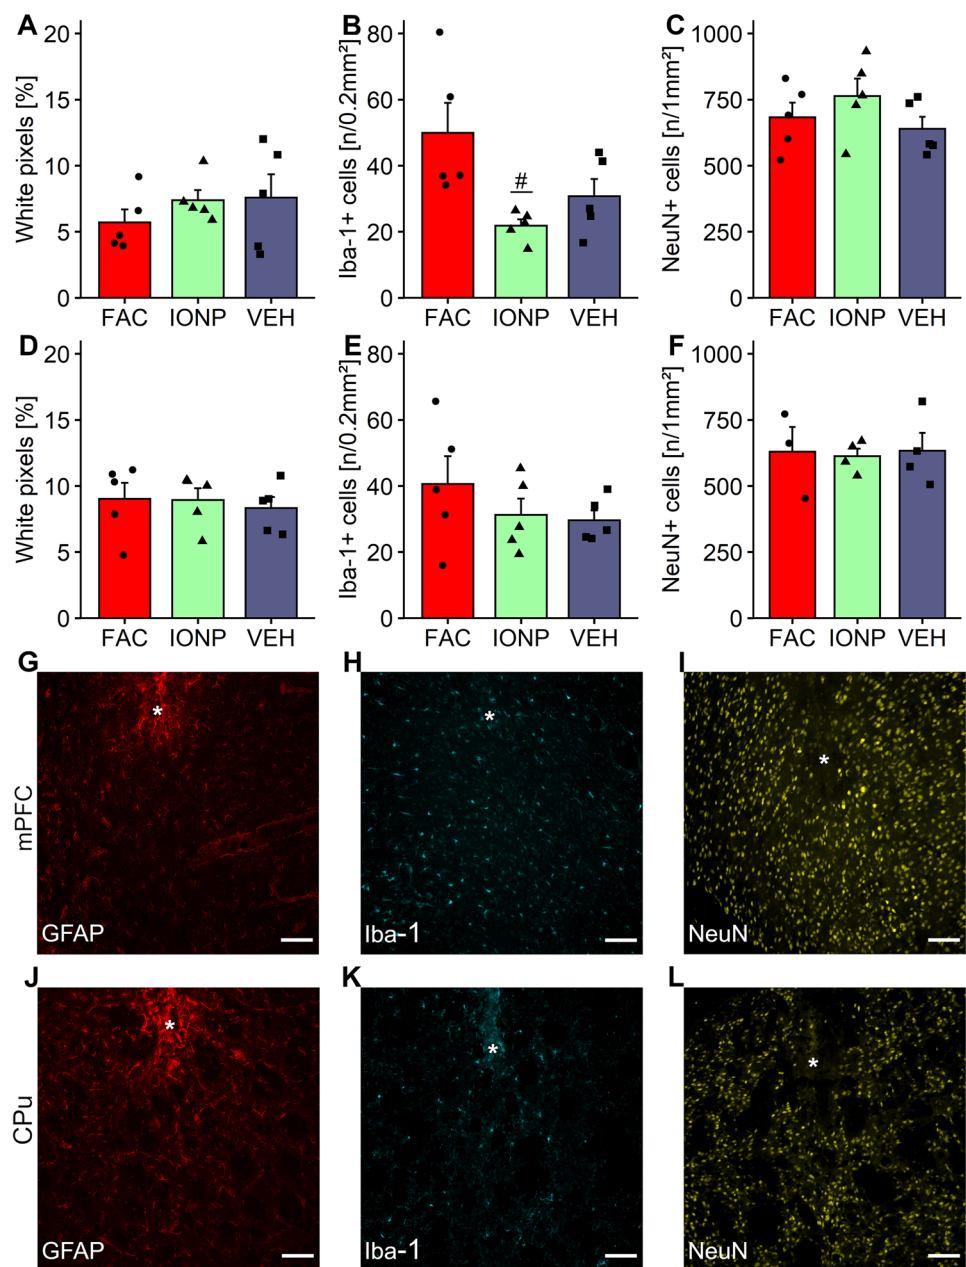 A
White pixels [%]
20
15
10
5
0
FAC IONP VEH
B
Iba-1+ cells [n/0.2mm²]
80
60
40
20
0
#
FAC IONP VEH
C
NeuN+ cells [n/1mm²]
1000
750
500
250
0
FAC IONP VEH
D
White pixels [%]
20
15
10
5
0
FAC IONP VEH
E
Iba-1+ cells [n/0.2mm²]
80
60
40
20
0
FAC IONP VEH
F
NeuN+ cells [n/1mm²]
1000
750
500
250
0
FAC IONP VEH
mPFC
G
*
GFAP
H
*
Iba-1
I
*
NeuN
CPu
J
*
GFAP
K
*
Iba-1
L
*
NeuN